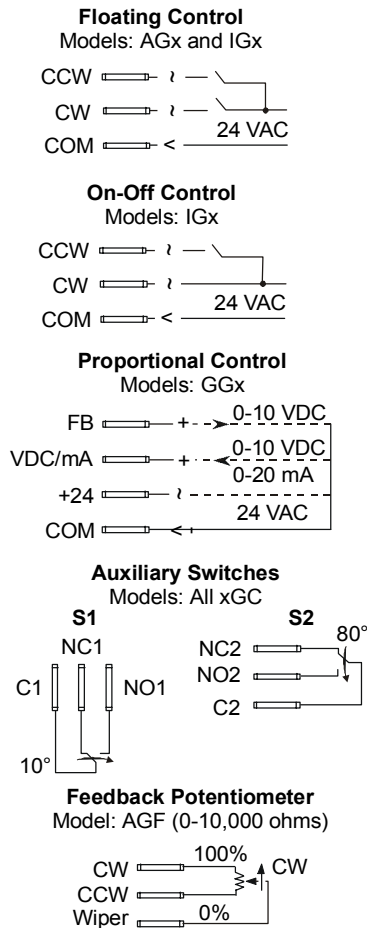 Floating Control
Models: AGx and IGx
CCW ~
CW ~
24 VAC
COM <
On-Off Control
Models: IGx
CCW ~
CW ~
24 VAC
COM <
Proportional Control
Models: GGx
FB + 0-10 VDC
VDC/mA + 0-10 VDC
0-20 mA
+24 ~
24 VAC
COM
Auxiliary Switches
Models: All xGC
S1 S2
NC1 NC2 80°
C1 NO1 NO2
C2
10°
Feedback Potentiometer
Model: AGF (0-10,000 ohms)
CW 100% CW
CCW
Wiper 0%